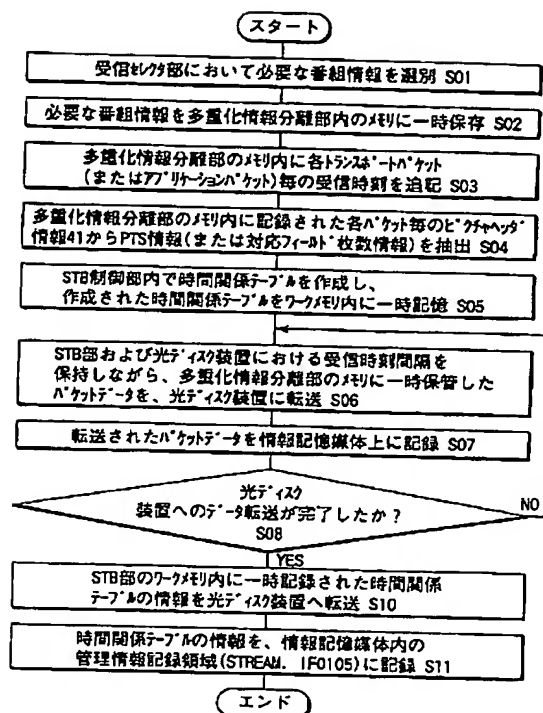 スタート
受信ｾﾚｸﾀ部において必要な番組情報を選別 S01
必要な番組情報を多重化情報分離部内のﾒﾓﾘに一時保存 S02
多重化情報分離部のﾒﾓﾘ内に各ﾄﾗﾝｽﾎﾟｰﾄﾊﾟｹｯﾄ
(またはｱﾌﾟﾘｹｰｼｮﾝﾊﾟｹｯﾄ)毎の受信時刻を追記 S03
多重化情報分離部のﾒﾓﾘ内に記録された各ﾊﾟｹｯﾄ毎のﾋﾟｸﾁｬﾍｯﾀﾞ
情報41からPTS情報(または対応ﾌｨｰﾙﾄﾞ枚数情報)を抽出 S04
STB制御部内で時間関係ﾃｰﾌﾞﾙを作成し、
作成された時間関係ﾃｰﾌﾞﾙをﾜｰｸﾒﾓﾘ内に一時記憶 S05
STB部および光ﾃﾞｨｽｸ装置における受信時刻間隔を
保持しながら、多重化情報分離部のﾒﾓﾘに一時保管した
ﾊﾟｹｯﾄﾃﾞｰﾀを、光ﾃﾞｨｽｸ装置に転送 S06
転送されたﾊﾟｹｯﾄﾃﾞｰﾀを情報記憶媒体上に記録 S07
光ﾃﾞｨｽｸ
装置へのﾃﾞｰﾀ転送が完了したか？
S08
NO
YES
STB部のﾜｰｸﾒﾓﾘ内に一時記録された時間関係
ﾃｰﾌﾞﾙの情報を光ﾃﾞｨｽｸ装置へ転送 S10
時間関係ﾃｰﾌﾞﾙの情報を、情報記憶媒体内の
管理情報記録領域(STREAM. IFO105)に記録 S11
エンド